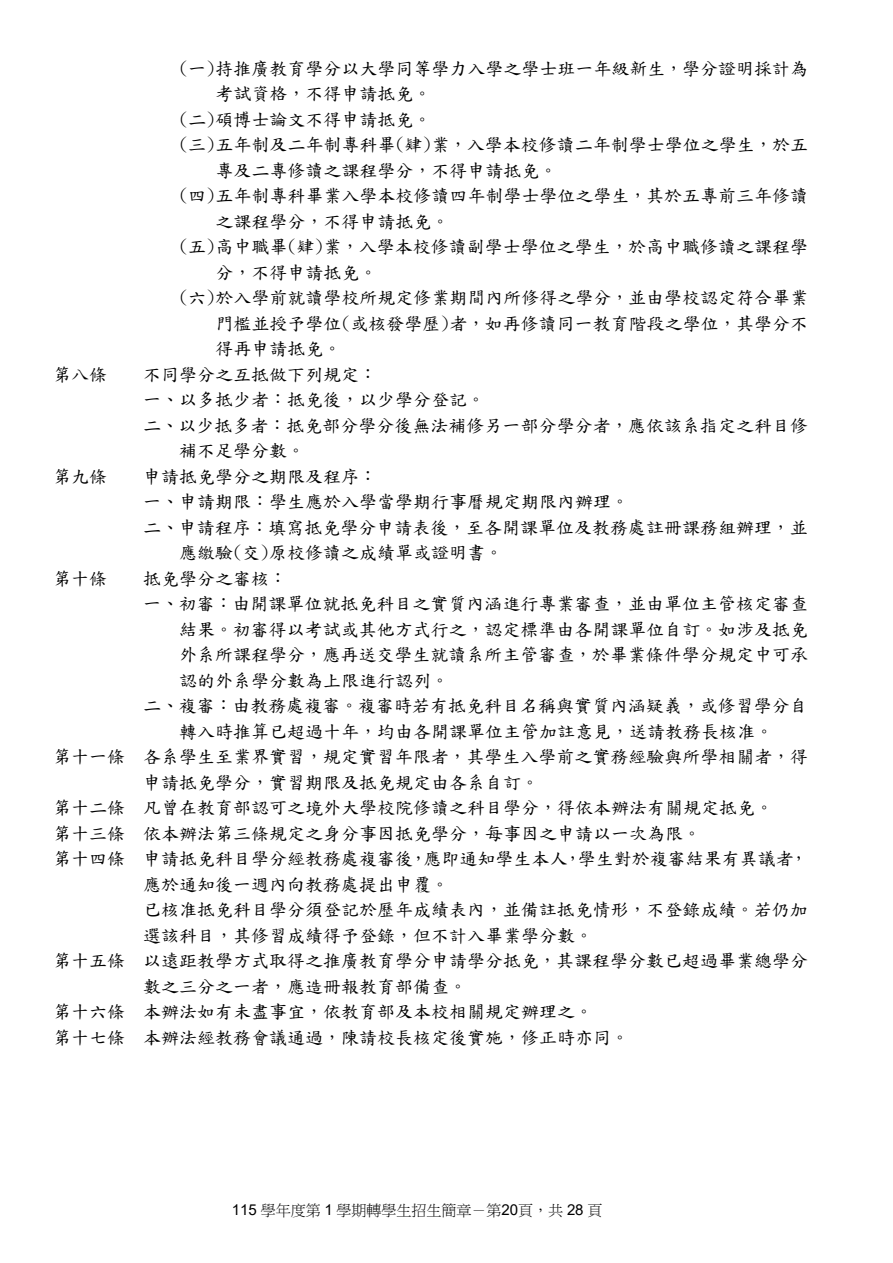 (一)持推廣教育學分以大學同等學力入學之學士班一年級新生，學分證明採計為
考試資格，不得申請抵免。
(二)碩博士論文不得申請抵免。
(三)五年制及二年制專科畢(肄)業，入學本校修讀二年制學士學位之學生，於五
專及二專修讀之課程學分，不得申請抵免。
(四)五年制專科畢業入學本校修讀四年制學士學位之學生，其於五專前三年修讀
之課程學分，不得申請抵免。
(五)高中職畢(肄)業，入學本校修讀副學士學位之學生，於高中職修讀之課程學
分，不得申請抵免。
(六)於入學前就讀學校所規定修業期間內所修得之學分，並由學校認定符合畢業
門檻並授予學位(或核發學歷)者，如再修讀同一教育階段之學位，其學分不
得再申請抵免。
第八條 不同學分之互抵做下列規定：
一、以多抵少者：抵免後，以少學分登記。
二、以少抵多者：抵免部分學分後無法補修另一部分學分者，應依該系指定之科目修
補不足學分數。
第九條 申請抵免學分之期限及程序：
一、申請期限：學生應於入學當學期行事曆規定期限內辦理。
二、申請程序：填寫抵免學分申請表後，至各開課單位及教務處註冊課務組辦理，並
應繳驗(交)原校修讀之成績單或證明書。
第十條 抵免學分之審核：
一、初審：由開課單位就抵免科目之實質內涵進行專業審查，並由單位主管核定審查
結果。初審得以考試或其他方式行之，認定標準由各開課單位自訂。如涉及抵免
外系所課程學分，應再送交學生就讀系所主管審查，於畢業條件學分規定中可承
認的外系學分數為上限進行認列。
二、複審：由教務處複審。複審時若有抵免科目名稱與實質內涵疑義，或修習學分自
轉入時推算已超過十年，均由各開課單位主管加註意見，送請教務長核准。
第十一條 各系學生至業界實習，規定實習年限者，其學生入學前之實務經驗與所學相關者，得
申請抵免學分，實習期限及抵免規定由各系自訂。
第十二條 凡曾在教育部認可之境外大學校院修讀之科目學分，得依本辦法有關規定抵免。
第十三條 依本辦法第三條規定之身分事因抵免學分，每事因之申請以一次為限。
第十四條 申請抵免科目學分經教務處複審後，應即通知學生本人，學生對於複審結果有異議者，
應於通知後一週內向教務處提出申覆。
已核准抵免科目學分須登記於歷年成績表內，並備註抵免情形，不登錄成績。若仍加
選該科目，其修習成績得予登錄，但不計入畢業學分數。
第十五條 以遠距教學方式取得之推廣教育學分申請學分抵免，其課程學分數已超過畢業總學分
數之三分之一者，應造冊報教育部備查。
第十六條 本辦法如有未盡事宜，依教育部及本校相關規定辦理之。
第十七條 本辦法經教務會議通過，陳請校長核定後實施，修正時亦同。
115 學年度第 1 學期轉學生招生簡章－第20頁，共 28 頁